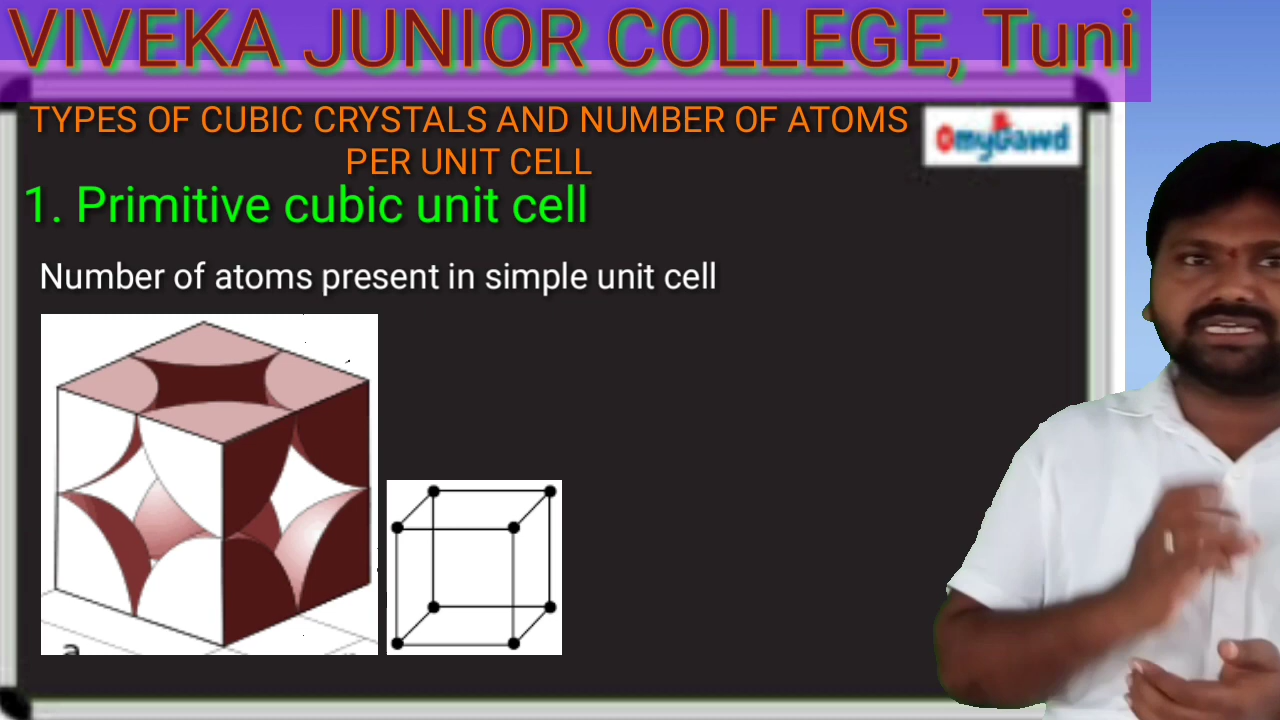 VIVEKA JUNIOR COLLEGE, Tuni
TYPES OF CUBIC CRYSTALS AND NUMBER OF ATOMS
PER UNIT CELL
OmyGawd
1. Primitive cubic unit cell
Number of atoms present in simple unit cell
a